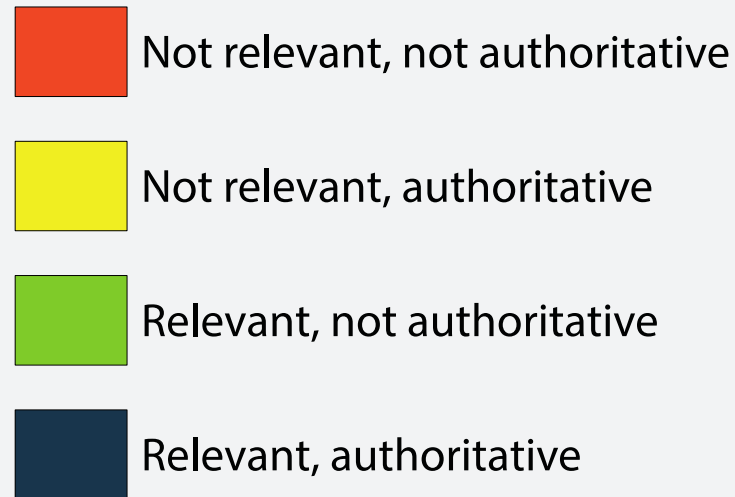 Not relevant, not authoritative
Not relevant, authoritative
Relevant, not authoritative
Relevant, authoritative